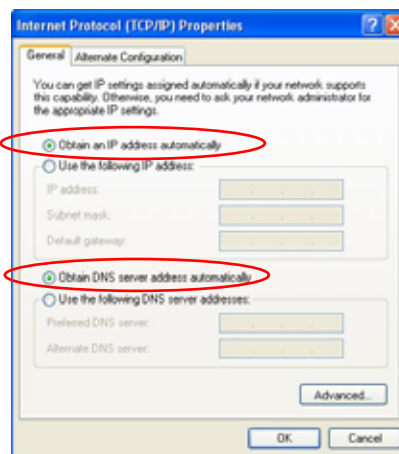 Internet Protocol (TCP/IP) Properties
General
Alternate Configuration
You can get IP settings assigned automatically if your network supports
this capability. Otherwise, you need to ask your network administrator for
the appropriate IP settings.
Obtain an IP address automatically
Use the following IP address:
IP address:
Subnet mask:
Default gateway:
Obtain DNS server address automatically
Use the following DNS server addresses:
Preferred DNS server:
Alternate DNS server:
Advanced...
OK
Cancel